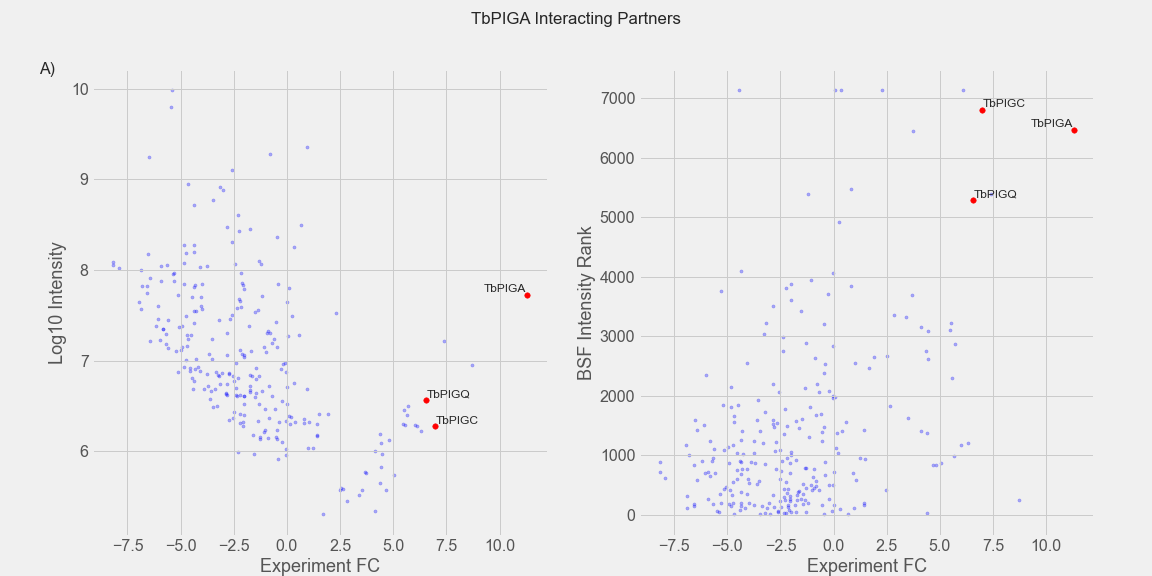 TbPIGA Interacting Partners
A)
10
9
8
7
6
Log10 Intensity
TbPIGA
TbPIGQ
TbPIGC
−7.5 −5.0 −2.5 0.0 2.5 5.0 7.5 10.0
Experiment FC
7000
6000
5000
4000
3000
2000
1000
0
BSF Intensity Rank
TbPIGC
TbPIGA
TbPIGQ
−7.5 −5.0 −2.5 0.0 2.5 5.0 7.5 10.0
Experiment FC